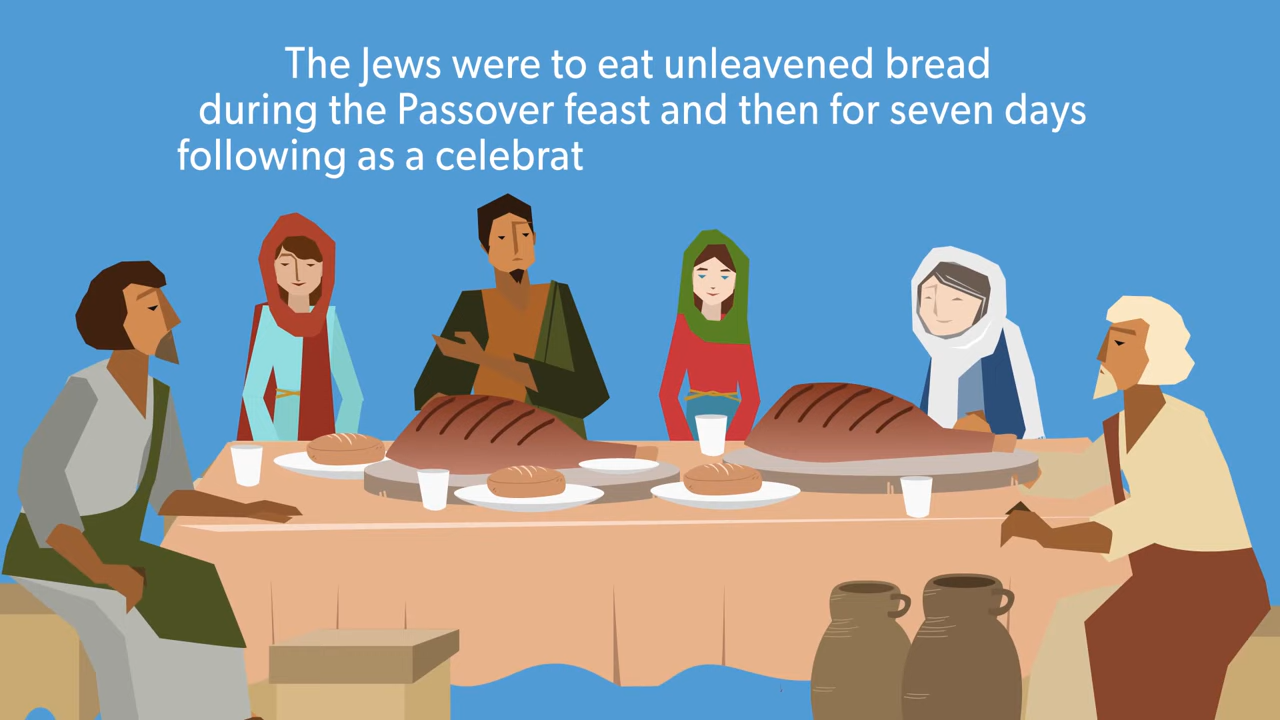 The Jews were to eat unleavened bread
during the Passover feast and then for seven days
following as a celebrat